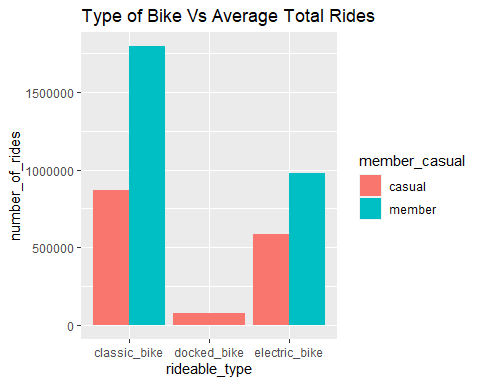 Type of Bike Vs Average Total Rides
number_of_rides
1500000
1000000
500000
0
classic_bike docked_bike electric_bike
rideable_type
member_casual
casual
member